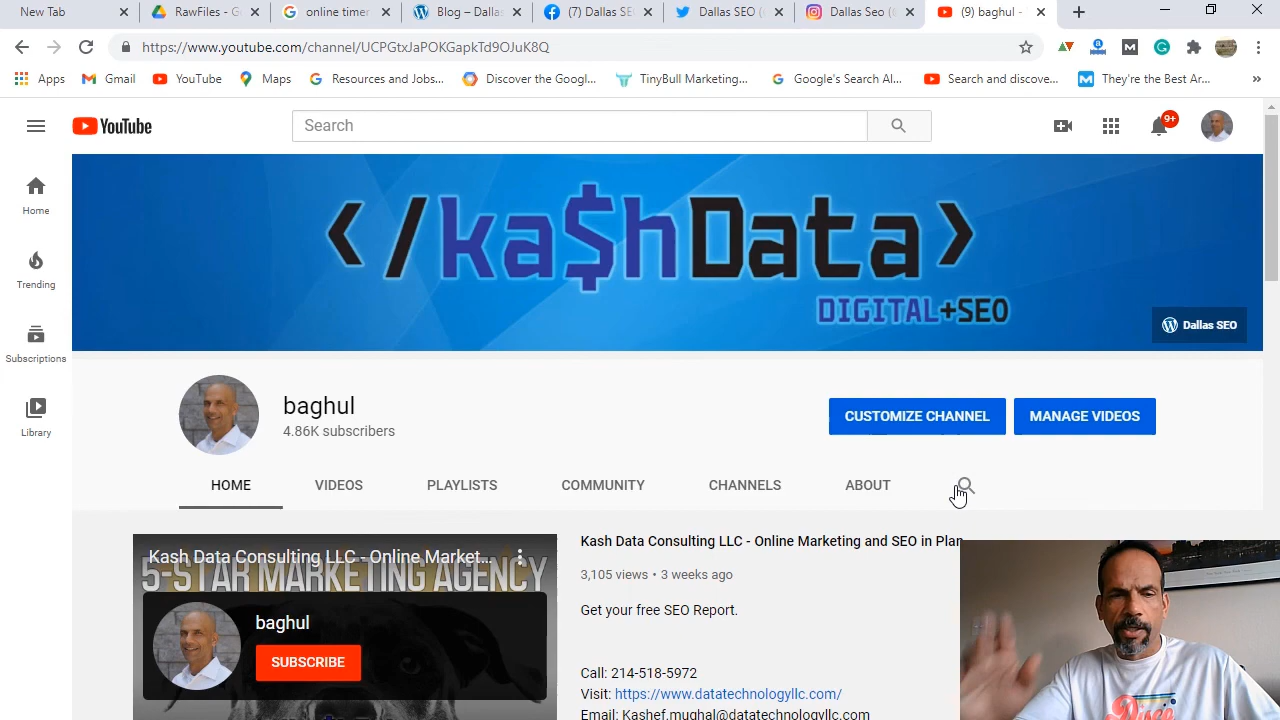 New Tab
RawFiles - G
online timer
Blog – Dalla
(7) Dallas SE
Dallas SEO (
Dallas Seo (
(9) baghul -
https://www.youtube.com/channel/UCPGtxJaPOKGapkTd9OJuK8Q
Apps
Gmail
YouTube
Maps
Resources and Jobs...
Discover the Googl...
TinyBull Marketing...
Google's Search Al...
Search and discove...
They're the Best Ar...
YouTube
Search
9+
Home
Trending
Subscriptions
Library
</ka$hData>
DIGITAL+SEO
Dallas SEO
baghul
4.86K subscribers
CUSTOMIZE CHANNEL
MANAGE VIDEOS
HOME
VIDEOS
PLAYLISTS
COMMUNITY
CHANNELS
ABOUT
Kash Data Consulting LLC - Online Market...
5-STAR MARKETING AGENCY
baghul
SUBSCRIBE
Kash Data Consulting LLC - Online Marketing and SEO in Plan
3,105 views • 3 weeks ago
Get your free SEO Report.
Call: 214-518-5972
Visit: https://www.datatechnologyllc.com/
Email: Kashef.mughal@datatechnologyllc.com